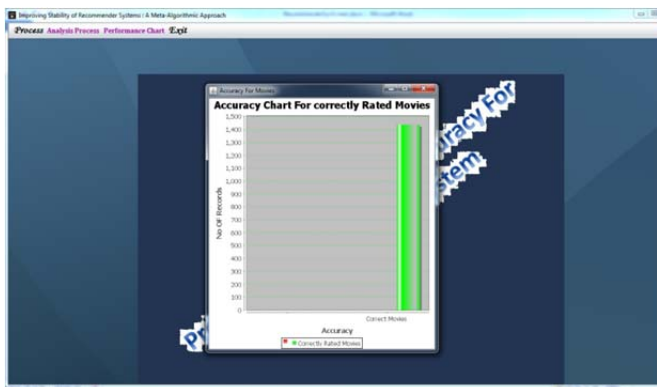 Improving Stability of Recommender Systems : A Meta-Algorithmic Approach
Process Analysis Process Performance Chart Exit
Accuracy For Movies
Accuracy Chart For correctly Rated Movies
1,500
1,400
1,300
1,200
1,100
1,000
900
800
700
600
500
400
300
200
100
0
No OF Records
Correct Movies
Accuracy
Correctly Rated Movies
uracy For
stem
Pr